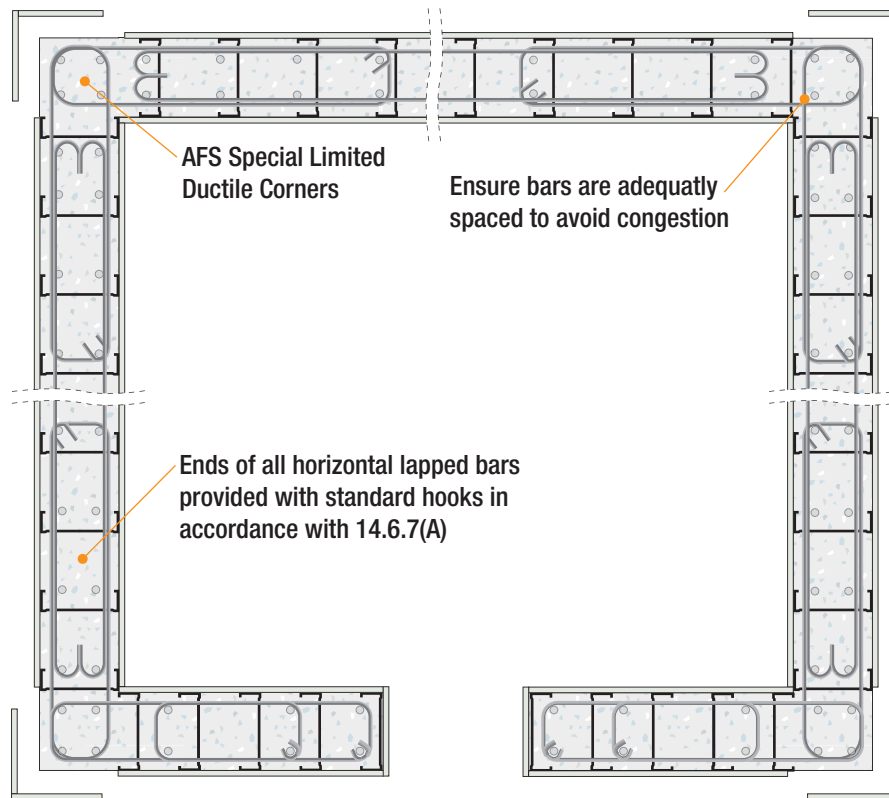 AFS Special Limited
Ductile Corners
Ensure bars are adequatly
spaced to avoid congestion
Ends of all horizontal lapped bars
provided with standard hooks in
accordance with 14.6.7(A)